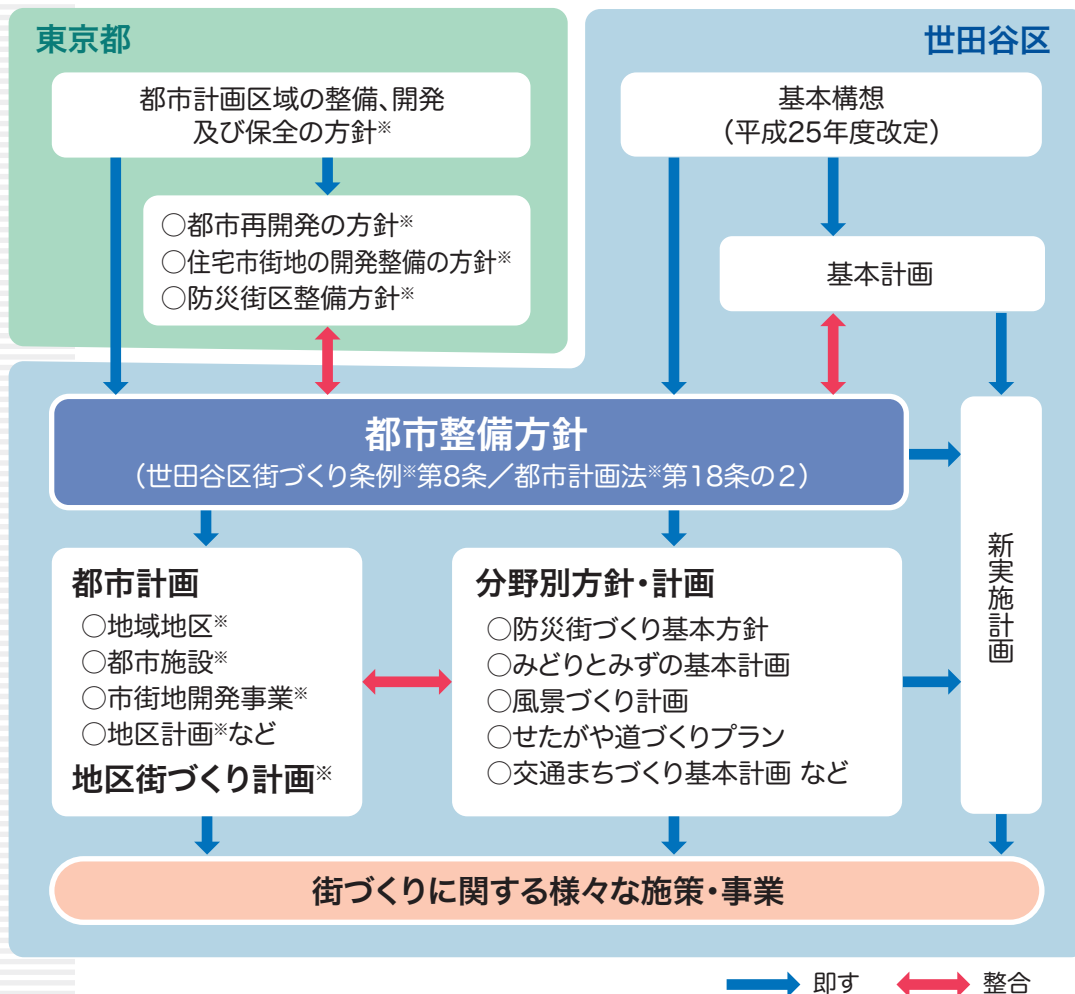 東京都
都市計画区域の整備、開発
及び保全の方針※
○都市再開発の方針※
○住宅市街地の開発整備の方針※
○防災街区整備方針※
世田谷区
基本構想
（平成25年度改定）
基本計画
都市整備方針
（世田谷区街づくり条例※第8条／都市計画法※第18条の2）
都市計画
○地域地区※
○都市施設※
○市街地開発事業※
○地区計画※など
地区街づくり計画※
分野別方針・計画
○防災街づくり基本方針
○みどりとみずの基本計画
○風景づくり計画
○せたがや道づくりプラン
○交通まちづくり基本計画 など
新実施計画
街づくりに関する様々な施策・事業
即す
整合